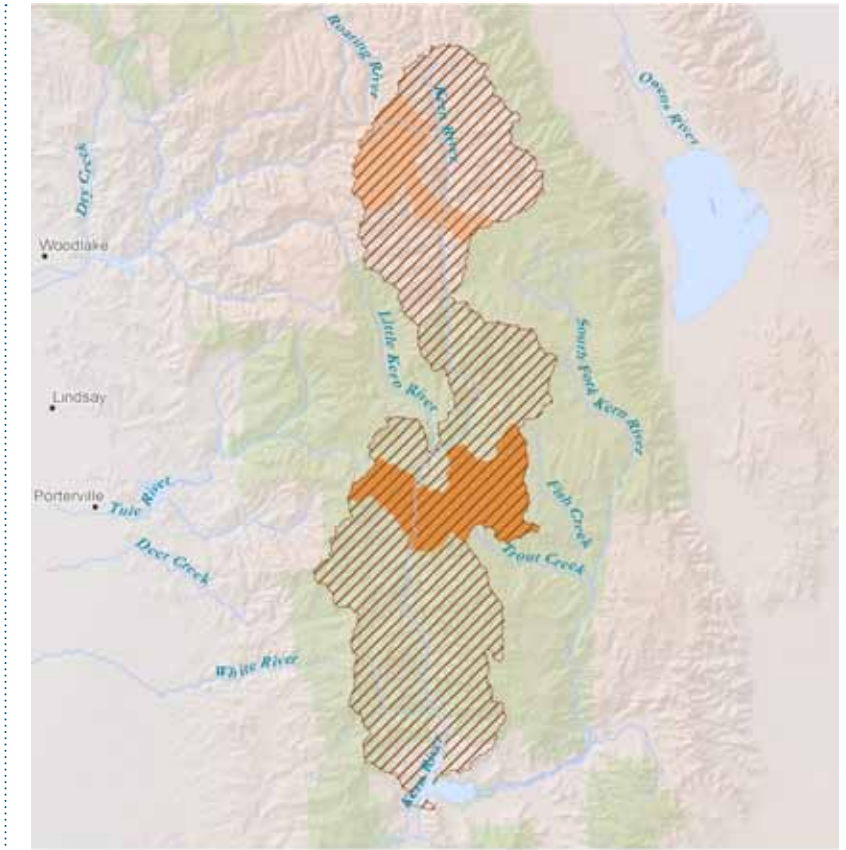 Roaring River
Kern River
Owens River
Dry Creek
Woodlake
Little Kern River
South Fork Kern River
Lindsay
Porterville
Tule River
Fish Creek
Deer Creek
Trout Creek
White River
Kern River